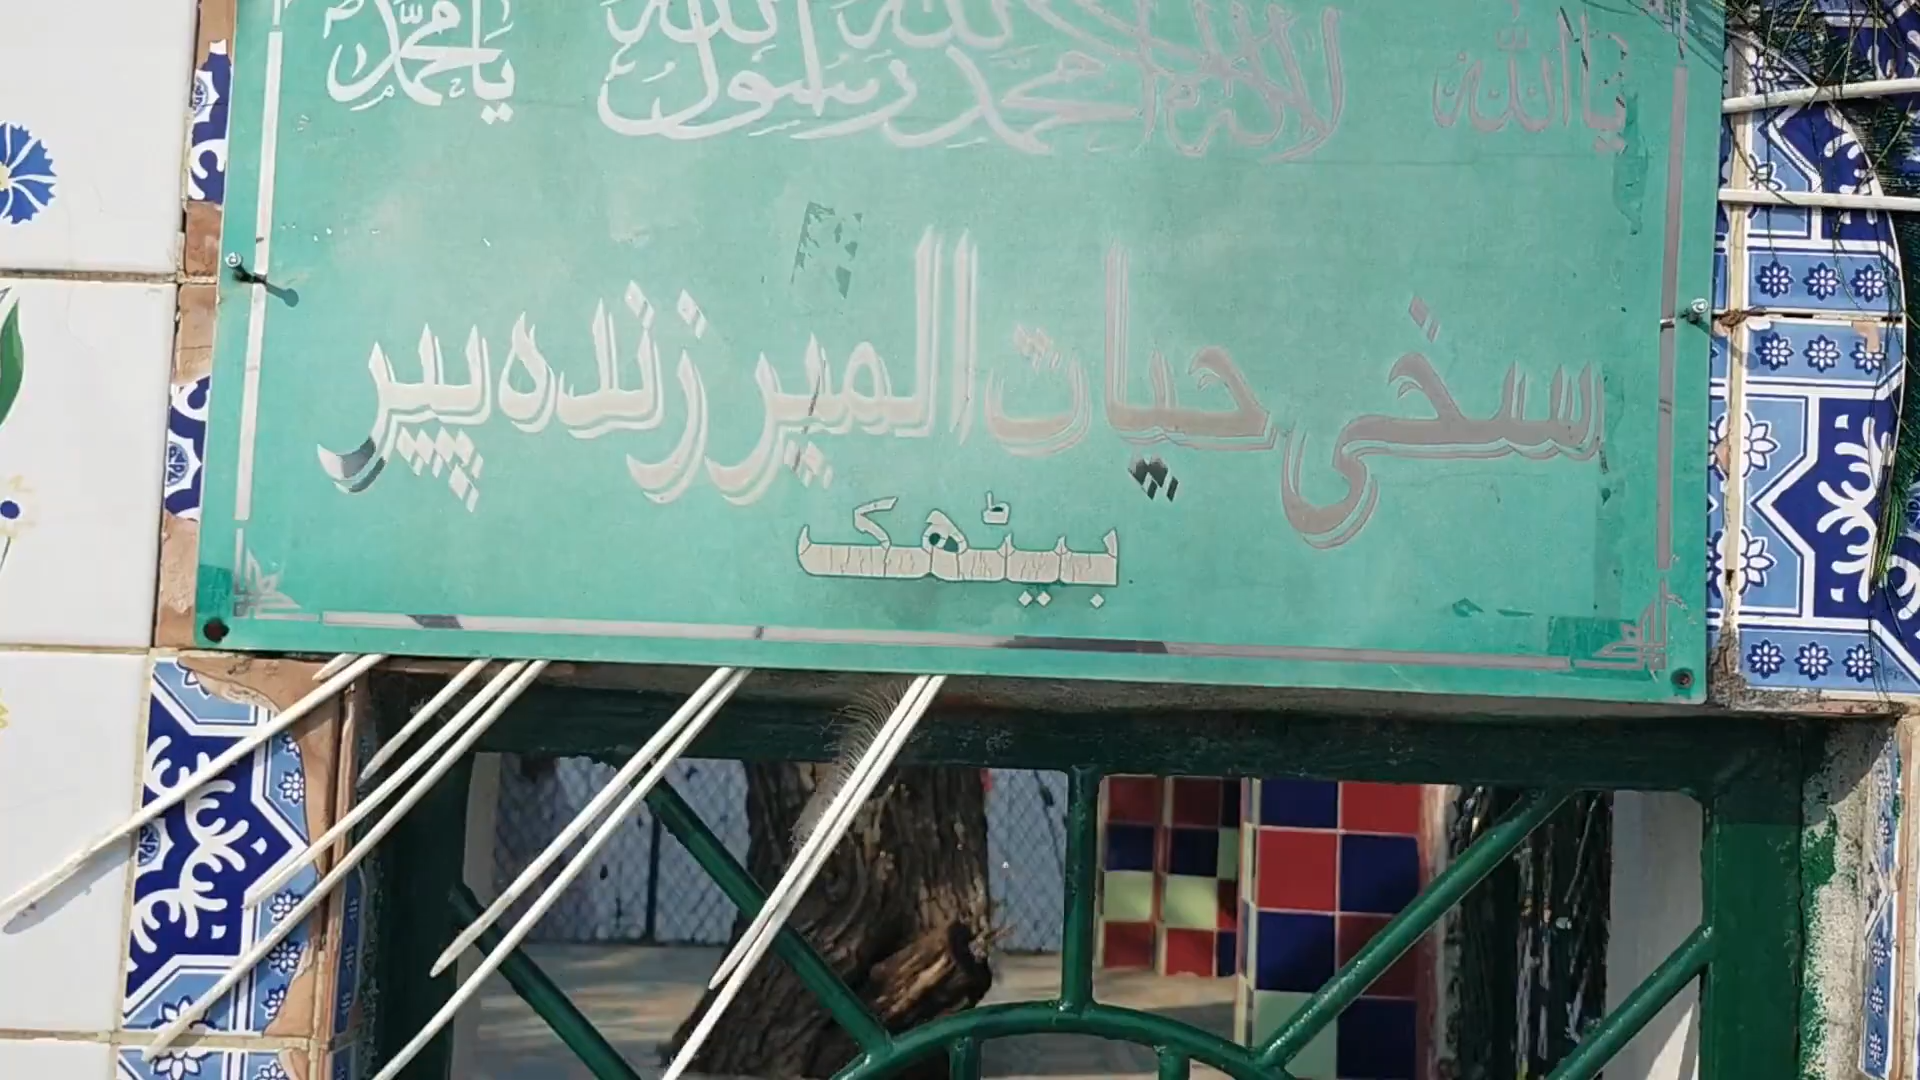 یا اللہ لا الہ الا اللہ محمد رسول اللہ یا محمد
سخی حیات المیر زندہ پیر
بیٹھک